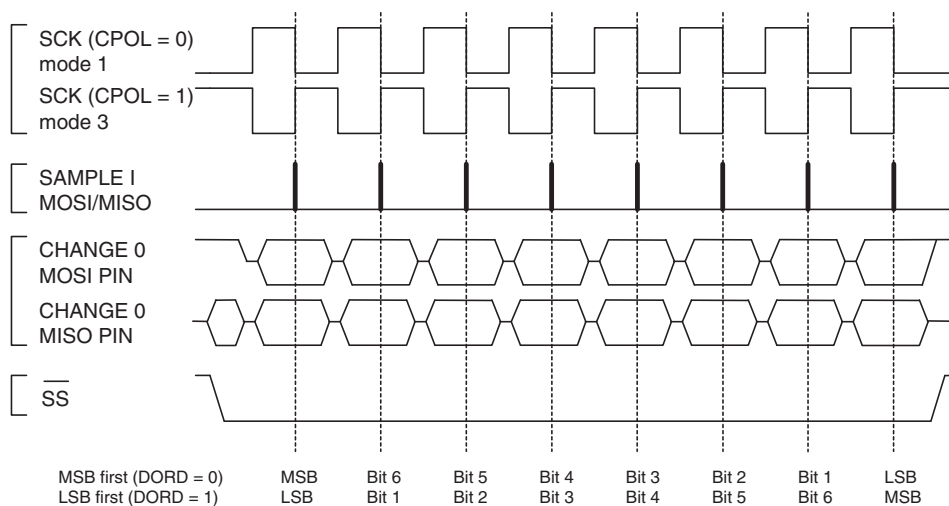 SCK (CPOL = 0)
mode 1
SCK (CPOL = 1)
mode 3
SAMPLE I
MOSI/MISO
CHANGE 0
MOSI PIN
CHANGE 0
MISO PIN
SS
MSB first (DORD = 0) MSB Bit 6 Bit 5 Bit 4 Bit 3 Bit 2 Bit 1 LSB
LSB first (DORD = 1) LSB Bit 1 Bit 2 Bit 3 Bit 4 Bit 5 Bit 6 MSB